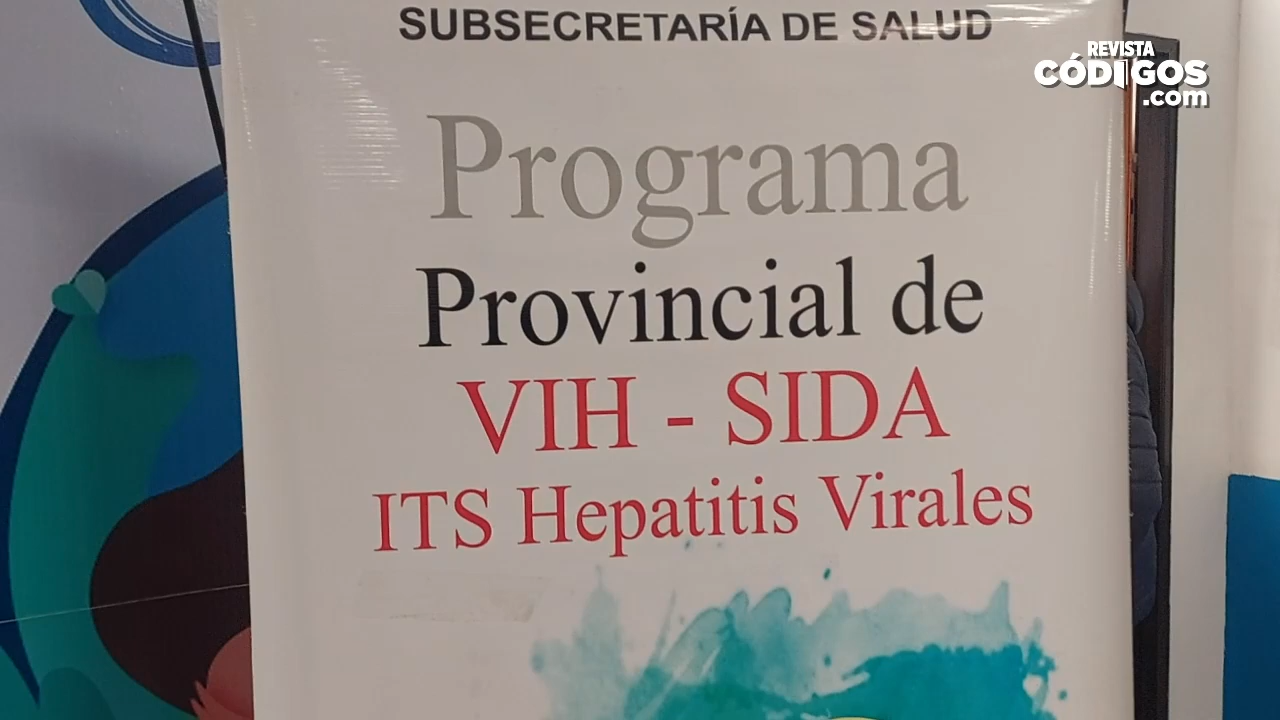 SUBSECRETARÍA DE SALUD
REVISTA
CÓDIGOS
.com
Programa
Provincial de
VIH - SIDA
ITS Hepatitis Virales